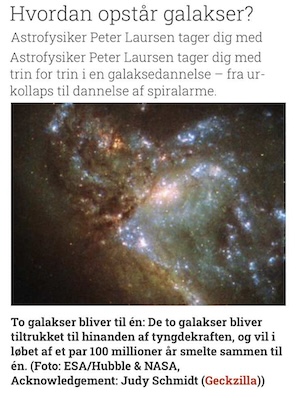 Hvordan opstår galakser?
Astrofysiker Peter Laursen tager dig med
Astrofysiker Peter Laursen tager dig med
trin for trin i en galaksedannelse – fra ur-
kollaps til dannelse af spiralarme.
To galakser bliver til én: De to galakser bliver
tiltrukket til hinanden af tyngdekraften, og vil i
løbet af et par 100 millioner år smelte sammen til
én. (Foto: ESA/Hubble & NASA,
Acknowledgement: Judy Schmidt (Geckzilla))